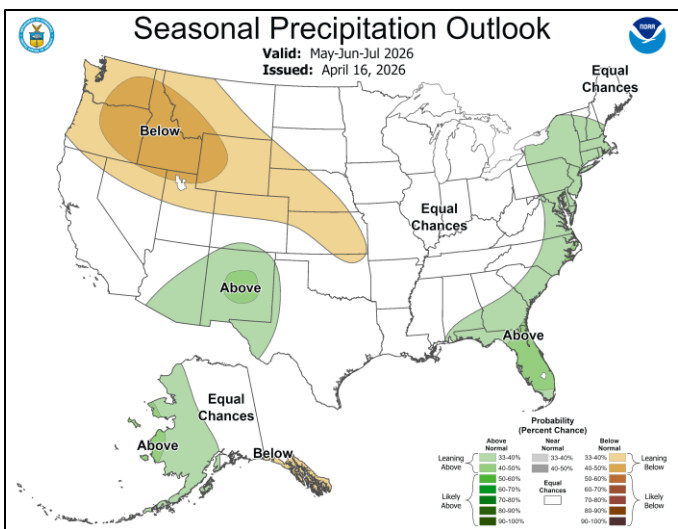 Seasonal Precipitation Outlook
Valid: May-Jun-Jul 2026
Issued: April 16, 2026
NOAA
Equal
Chances
Below
Equal
Chances
Above
Above
Equal
Chances
Above
Below
Probability
(Percent Chance)
Above
Normal
Near
Normal
Below
Normal
Leaning
Above
33-40%
33-40%
33-40%
Leaning
Below
40-50%
40-50%
40-50%
50-60%
Equal
Chances
50-60%
Likely
Above
60-70%
60-70%
Likely
Below
70-80%
70-80%
80-90%
80-90%
90-100%
90-100%